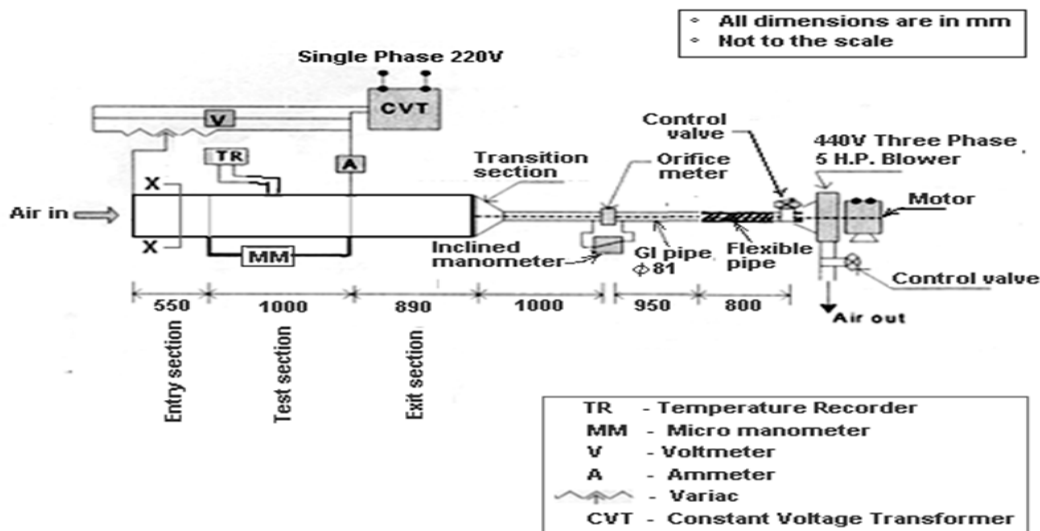 ◦ All dimensions are in mm
◦ Not to the scale
Single Phase 220V
CVT
V
TR
A
X
X
Air in
MM
Transition
section
Inclined
manometer
Control
valve
Orifice
meter
440V Three Phase
5 H.P. Blower
Motor
GI pipe
ϕ81
Flexible
pipe
Control valve
Air out
550
1000
890
1000
950
800
Entry section
Test section
Exit section
TR - Temperature Recorder
MM - Micro manometer
V - Voltmeter
A - Ammeter
- Variac
CVT - Constant Voltage Transformer